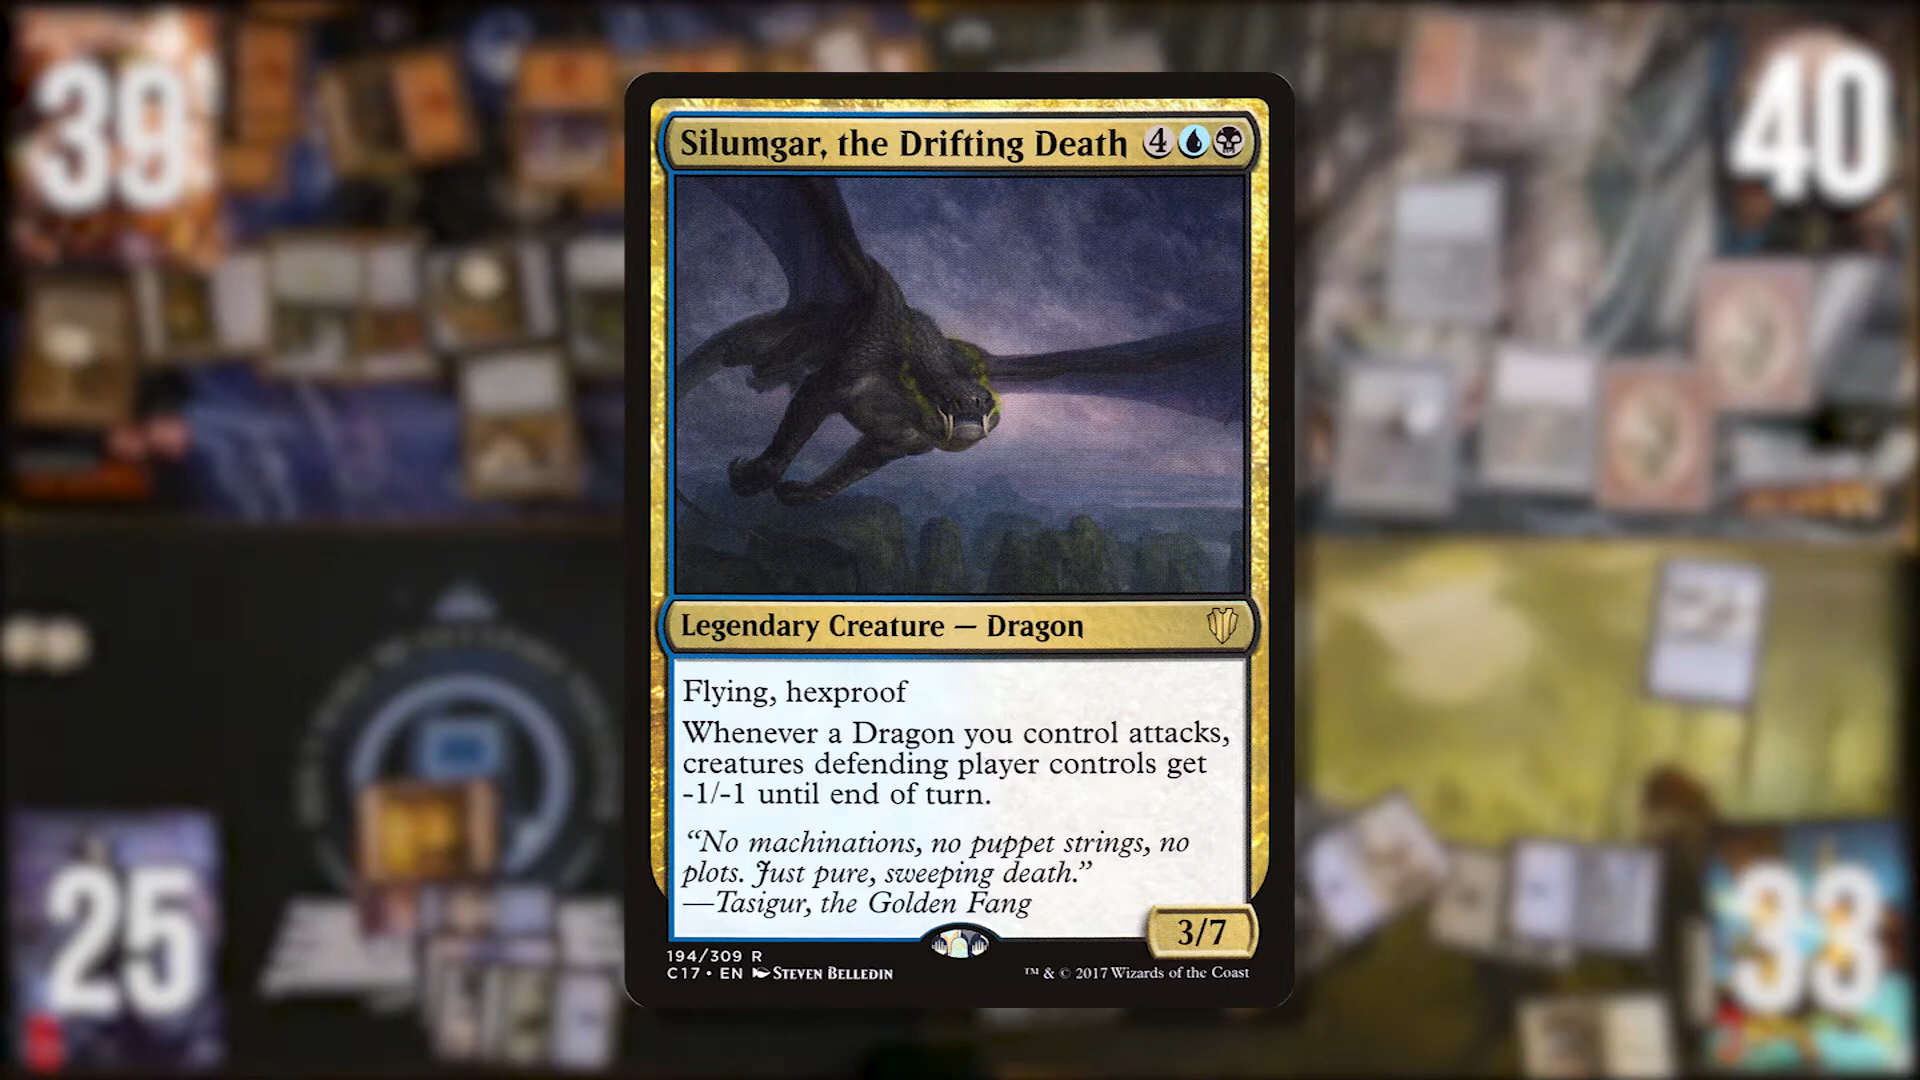 39
40
Silumgar, the Drifting Death 4
Legendary Creature — Dragon
Flying, hexproof
Whenever a Dragon you control attacks,
creatures defending player controls get
-1/-1 until end of turn.
“No machinations, no puppet strings, no
plots. Just pure, sweeping death.”
—Tasigur, the Golden Fang
3/7
194/309 R
C17 • EN Steven Belledin
™ & © 2017 Wizards of the Coast
25
33